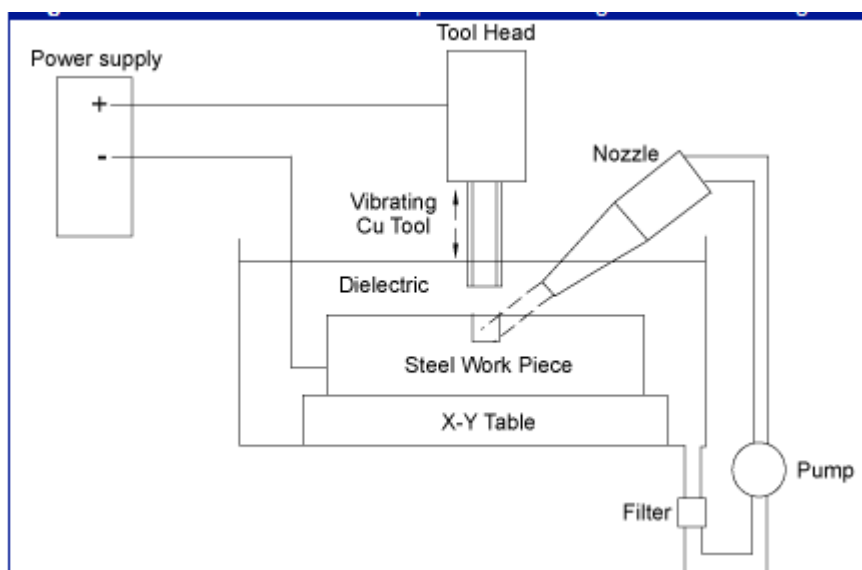 Tool Head
Power supply
+
-
Nozzle
Vibrating
Cu Tool
Dielectric
Steel Work Piece
X-Y Table
Pump
Filter